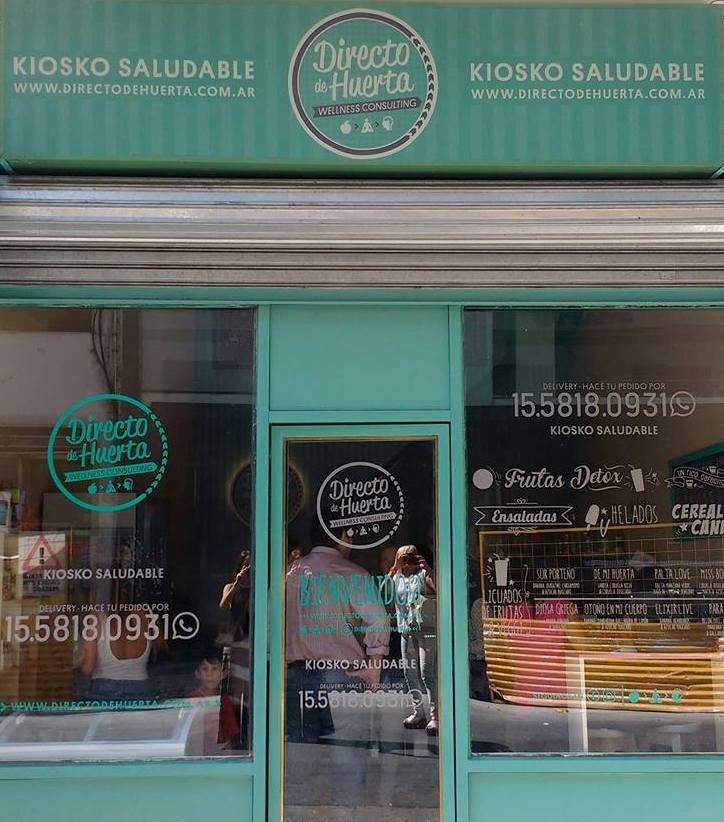 KIOSKO SALUDABLE
WWW.DIRECTODEHUERTA.COM.AR
Directo
de Huerta
WELLNESS CONSULTING
KIOSKO SALUDABLE
WWW.DIRECTODEHUERTA.COM.AR
Directo
de Huerta
WELLNESS CONSULTING
KIOSKO SALUDABLE
DELIVERY · HACÉ TU PEDIDO POR
15.5818.0931
WWW.DIRECTODEHUERTA.COM.AR
Directo
de Huerta
WELLNESS CONSULTING
BIENVENIDOS
KIOSKO SALUDABLE
DELIVERY · HACÉ TU PEDIDO POR
15.5818.0931
DELIVERY · HACÉ TU PEDIDO POR
15.5818.0931
KIOSKO SALUDABLE
Frutas Detox
Ensaladas
HELADOS
CEREAL
LICUADOS
DE FRUTAS
SUR PORTEÑO
DE MI HUERTA
PALTA LOVE
DIOSA GRIEGA
OTOÑO EN MI CUERPO
ELIXIR LIVE